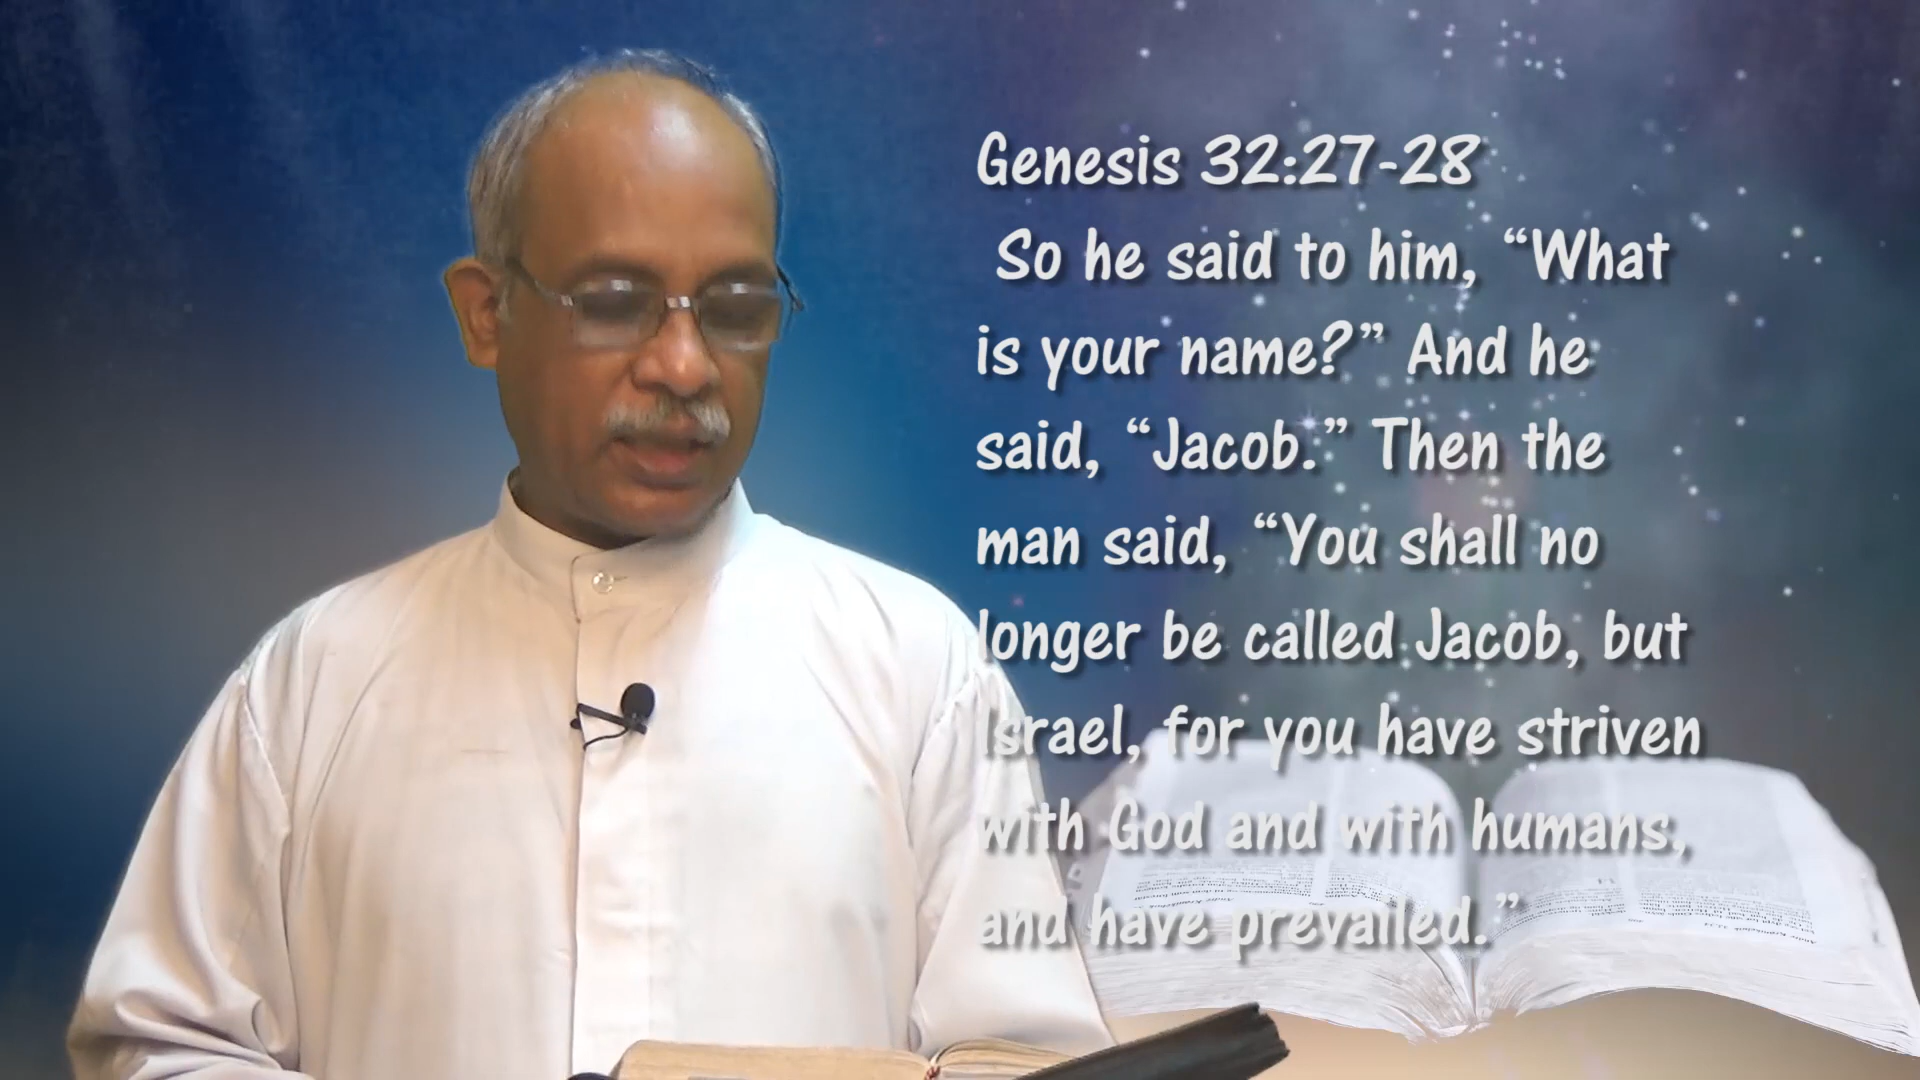 Genesis 32:27-28
So he said to him, “What
is your name?” And he
said, “Jacob.” Then the
man said, “You shall no
longer be called Jacob, but
Israel, for you have striven
with God and with humans,
and have prevailed.”